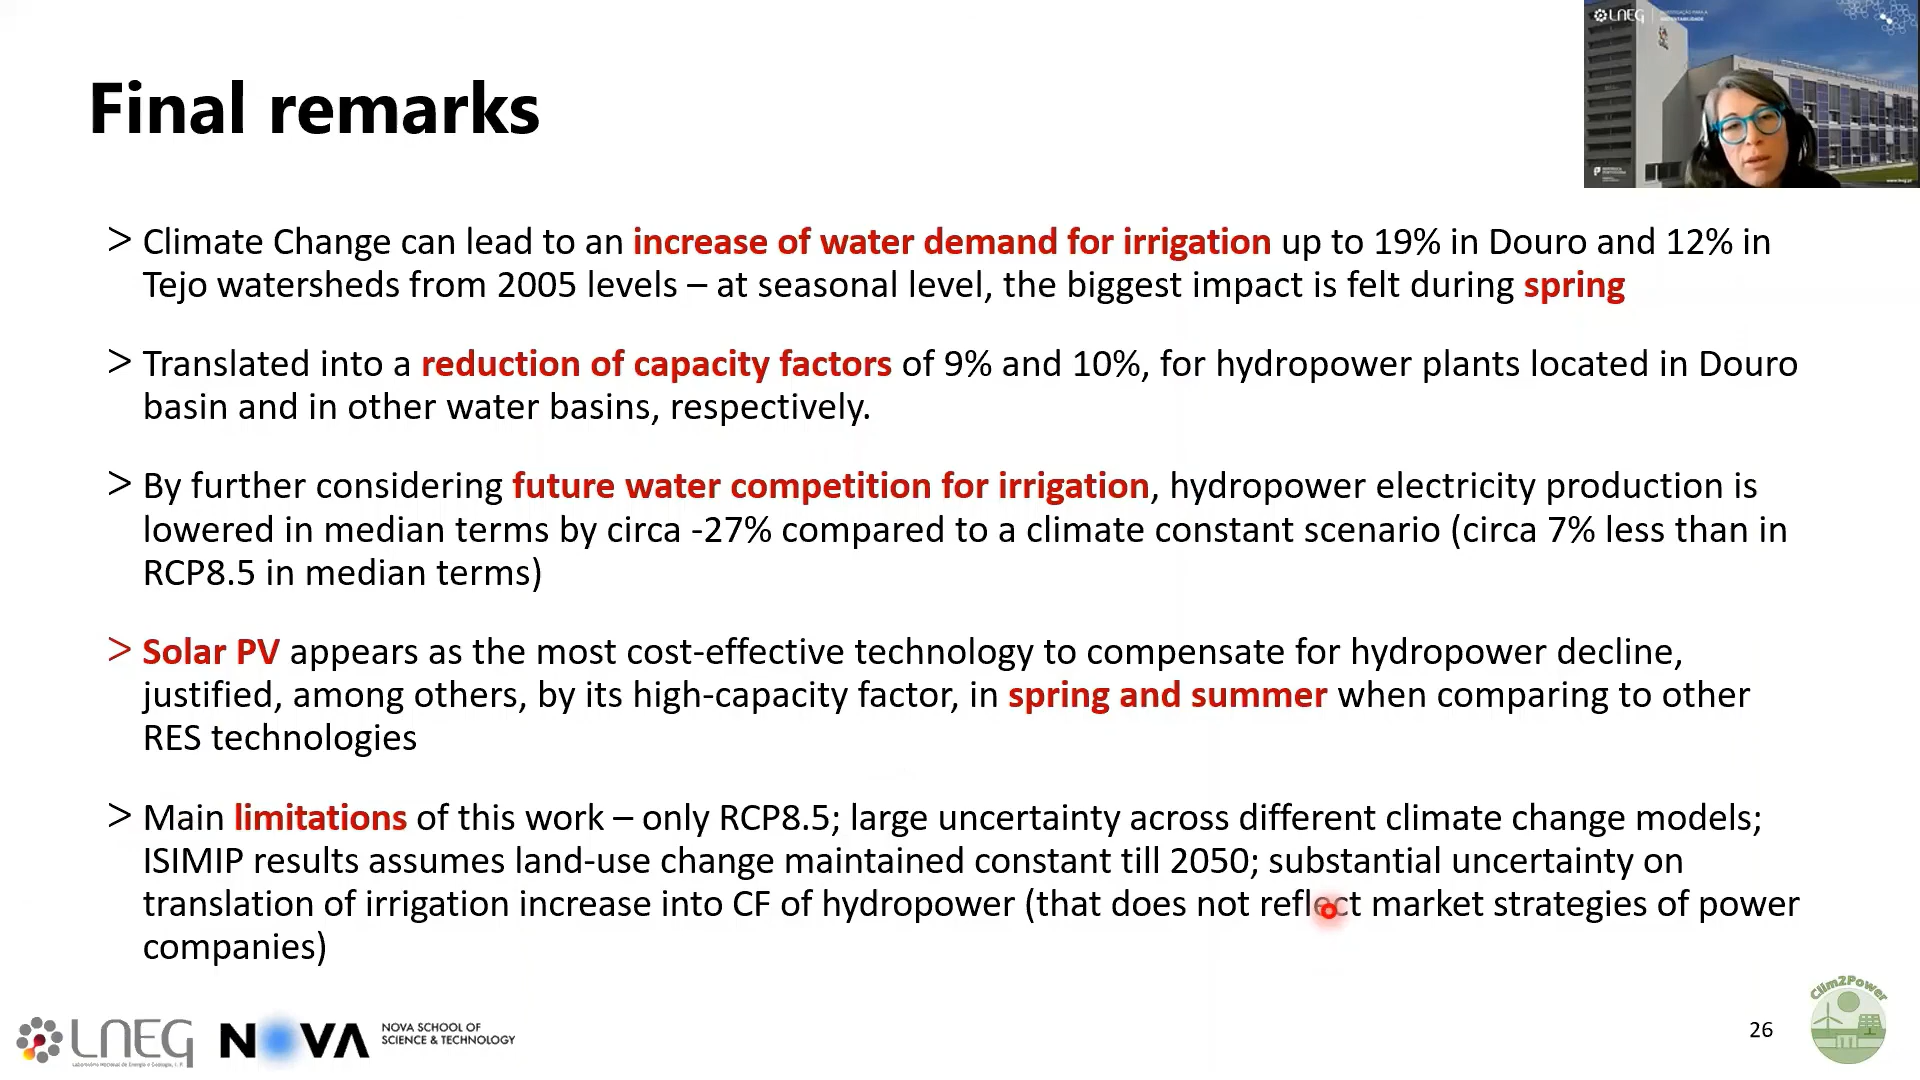 LNEG
Final remarks
> Climate Change can lead to an increase of water demand for irrigation up to 19% in Douro and 12% in
Tejo watersheds from 2005 levels – at seasonal level, the biggest impact is felt during spring
> Translated into a reduction of capacity factors of 9% and 10%, for hydropower plants located in Douro
basin and in other water basins, respectively.
> By further considering future water competition for irrigation, hydropower electricity production is
lowered in median terms by circa -27% compared to a climate constant scenario (circa 7% less than in
RCP8.5 in median terms)
> Solar PV appears as the most cost-effective technology to compensate for hydropower decline,
justified, among others, by its high-capacity factor, in spring and summer when comparing to other
RES technologies
> Main limitations of this work – only RCP8.5; large uncertainty across different climate change models;
ISIMIP results assumes land-use change maintained constant till 2050; substantial uncertainty on
translation of irrigation increase into CF of hydropower (that does not reflect market strategies of power
companies)
Clim2Power
LNEG
Laboratório Nacional de Energia e Geologia, I. P.
NOVA
NOVA SCHOOL OF
SCIENCE & TECHNOLOGY
26